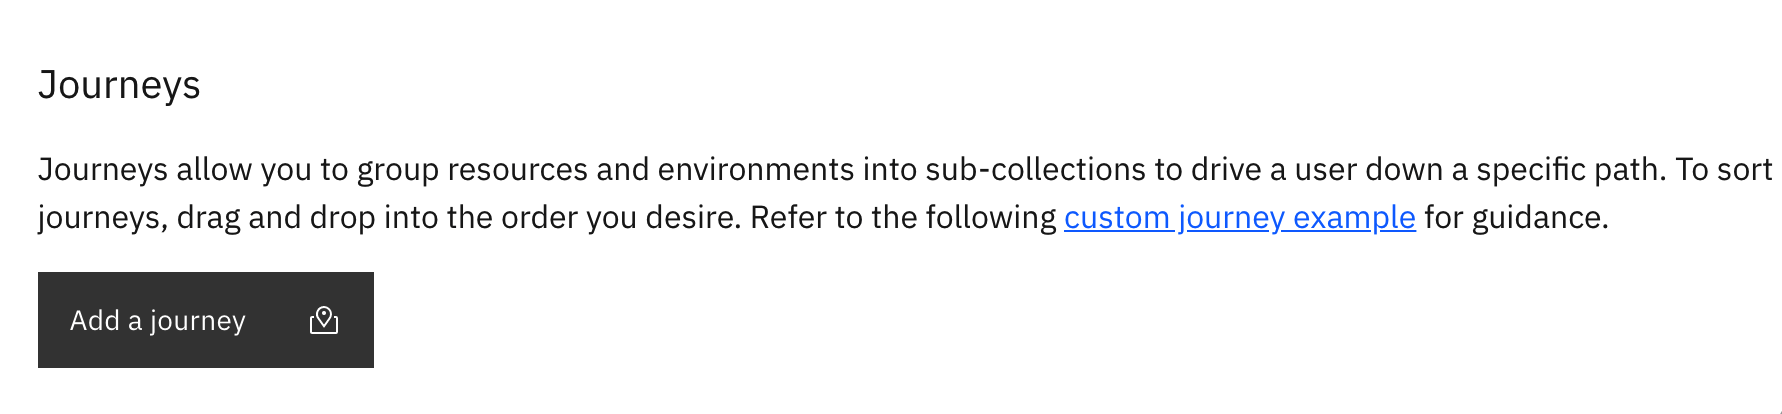 Journeys
Journeys allow you to group resources and environments into sub-collections to drive a user down a specific path. To sort
journeys, drag and drop into the order you desire. Refer to the following custom journey example for guidance.
Add a journey